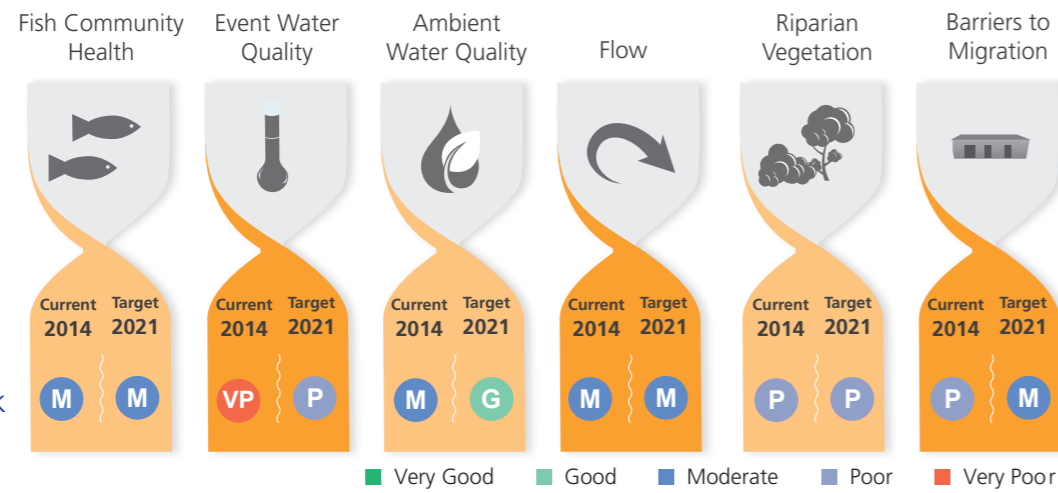 Fish Community
Health
Event Water
Quality
Ambient
Water Quality
Flow
Riparian
Vegetation
Barriers to
Migration
Current Target
2014 2021
Current Target
2014 2021
Current Target
2014 2021
Current Target
2014 2021
Current Target
2014 2021
Current Target
2014 2021
k M M VP P M G M M P P P M
Very Good Good Moderate Poor Very Poor